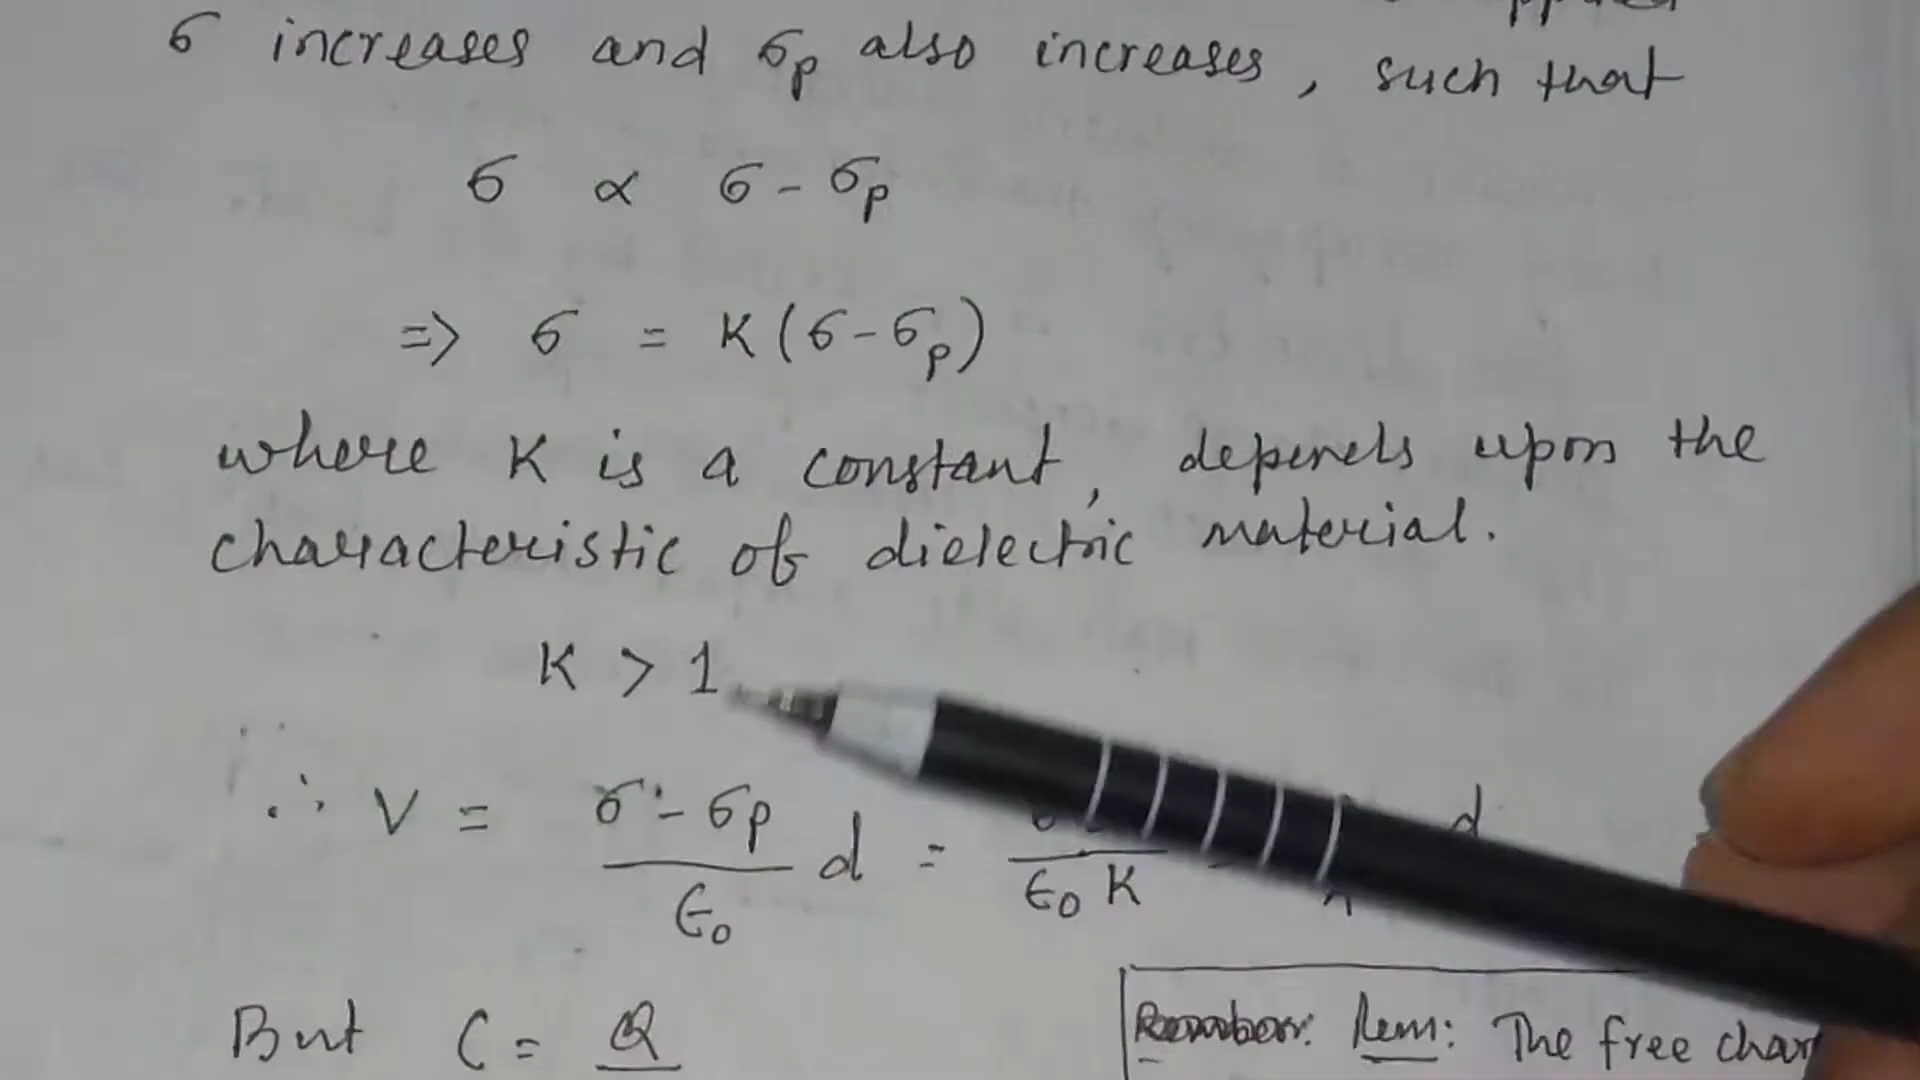 σ increases and σp also increases, such that
σ ∝ σ - σp
=> σ = K(σ-σp)
where K is a constant, depends upon the
characteristic of dielectric material.
K > 1
∴ V = σ - σp / ε0 d = / ε0 K d
But C = Q
Remember: Rem: The free char